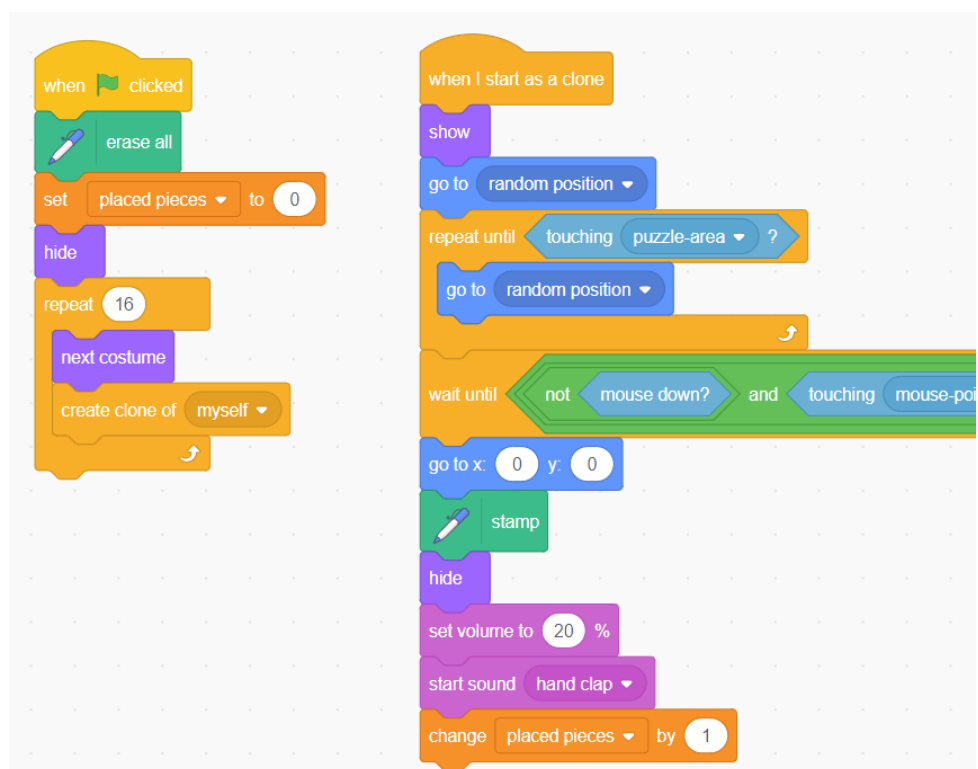 when clicked
erase all
set placed pieces to 0
hide
repeat 16
next costume
create clone of myself
when I start as a clone
show
go to random position
repeat until touching puzzle-area ?
go to random position
wait until not mouse down? and touching mouse-poi
go to x: 0 y: 0
stamp
hide
set volume to 20 %
start sound hand clap
change placed pieces by 1